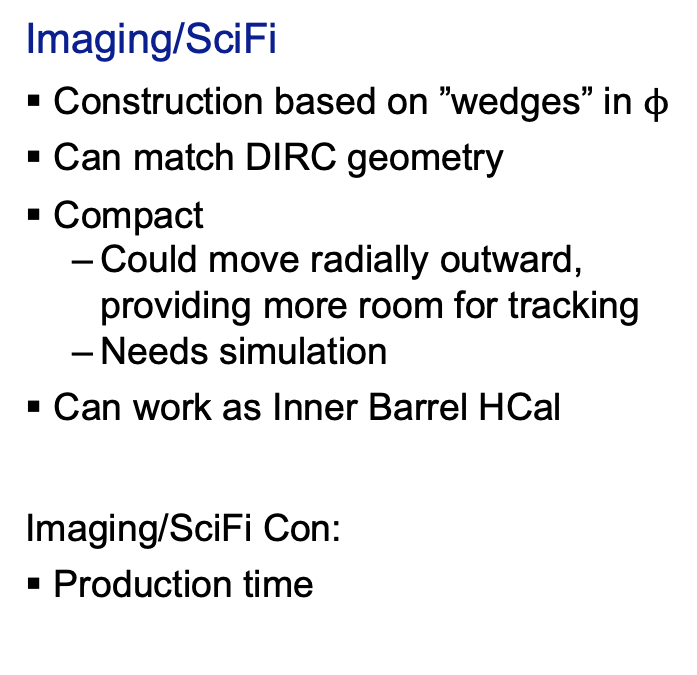 Imaging/SciFi
▪ Construction based on ”wedges” in ϕ
▪ Can match DIRC geometry
▪ Compact
– Could move radially outward,
providing more room for tracking
– Needs simulation
▪ Can work as Inner Barrel HCal
Imaging/SciFi Con:
▪ Production time